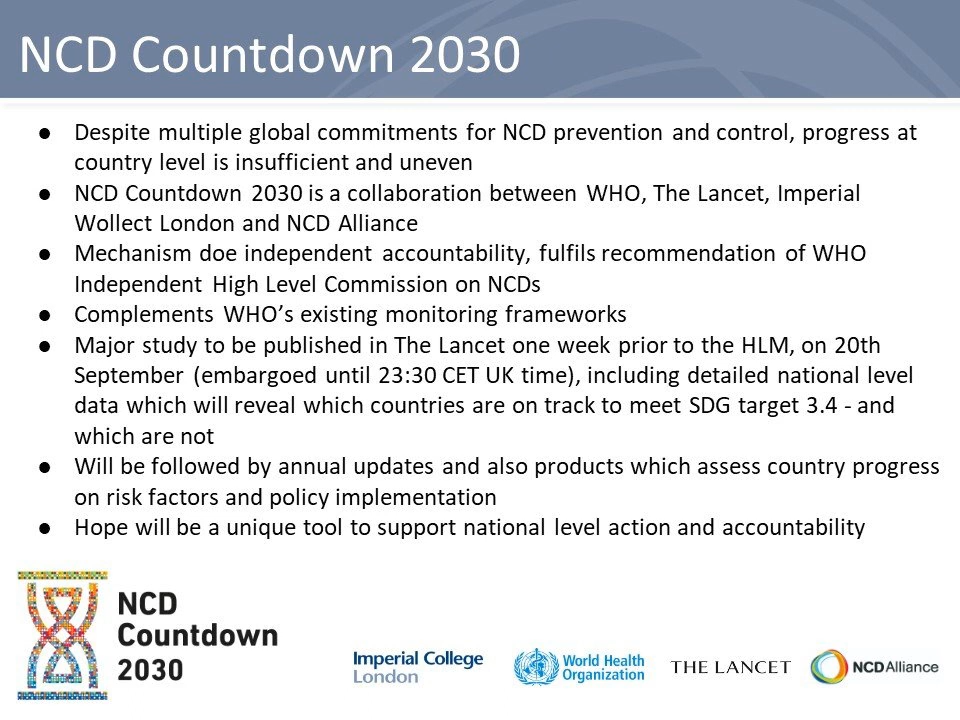 NCD Countdown 2030
● Despite multiple global commitments for NCD prevention and control, progress at
country level is insufficient and uneven
● NCD Countdown 2030 is a collaboration between WHO, The Lancet, Imperial
Wollect London and NCD Alliance
● Mechanism doe independent accountability, fulfils recommendation of WHO
Independent High Level Commission on NCDs
● Complements WHO’s existing monitoring frameworks
● Major study to be published in The Lancet one week prior to the HLM, on 20th
September (embargoed until 23:30 CET UK time), including detailed national level
data which will reveal which countries are on track to meet SDG target 3.4 - and
which are not
● Will be followed by annual updates and also products which assess country progress
on risk factors and policy implementation
● Hope will be a unique tool to support national level action and accountability
NCD
Countdown
2030
Imperial College
London
World Health
Organization
THE LANCET
NCDAlliance